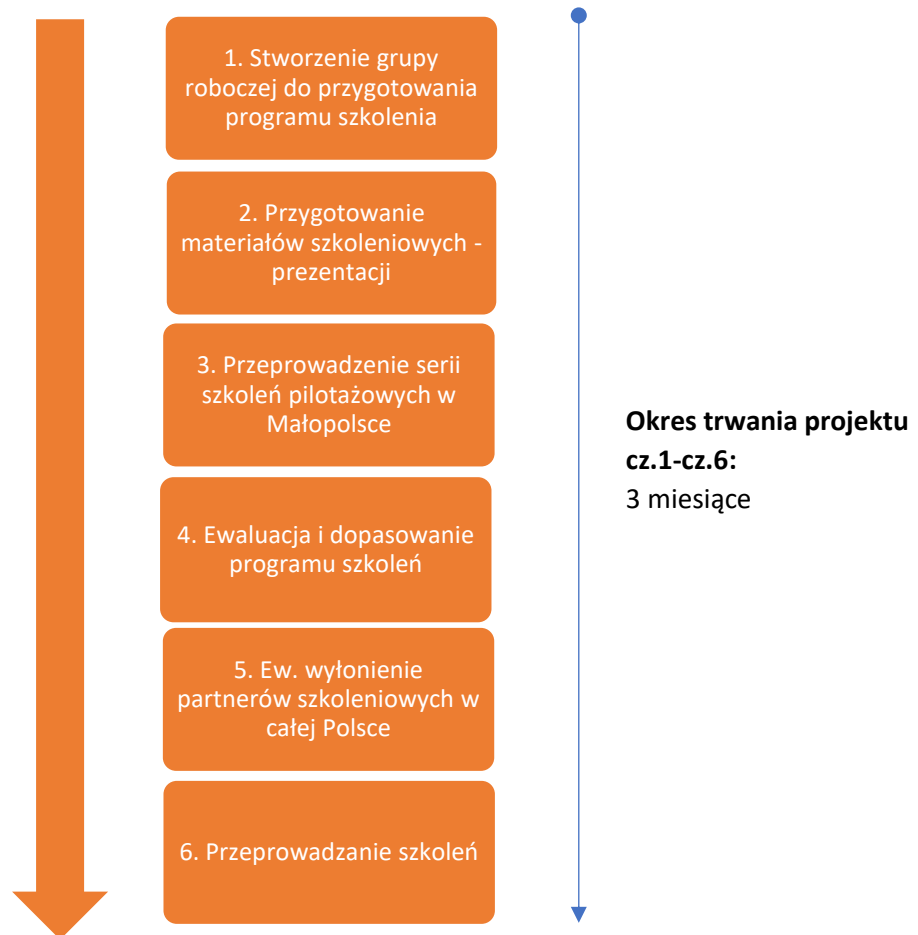 1. Stworzenie grupy
roboczej do przygotowania
programu szkolenia
2. Przygotowanie
materiałów szkoleniowych -
prezentacji
3. Przeprowadzenie serii
szkoleń pilotażowych w
Małopolsce
4. Ewaluacja i dopasowanie
programu szkoleń
5. Ew. wyłonienie
partnerów szkoleniowych w
całej Polsce
6. Przeprowadzanie szkoleń
Okres trwania projektu
cz.1-cz.6:
3 miesiące